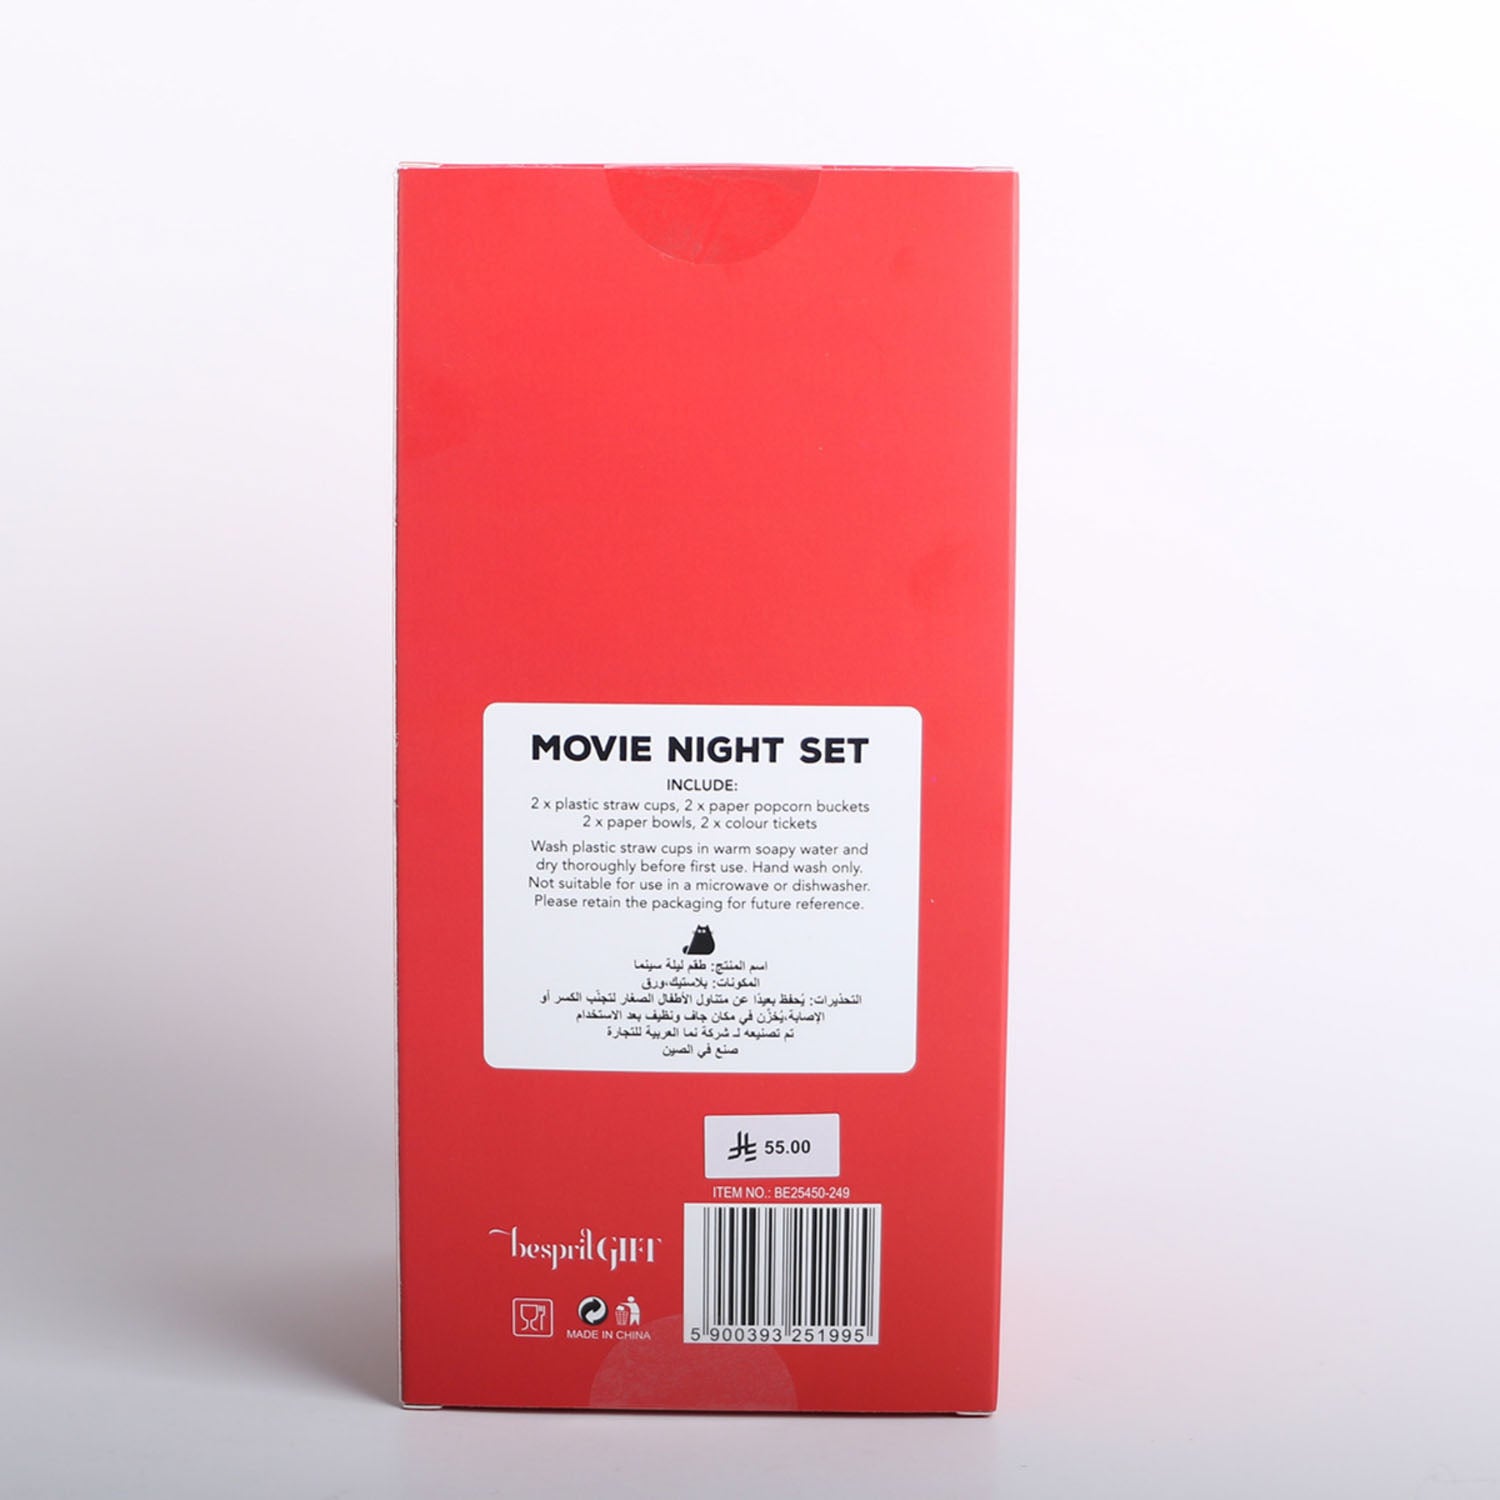 MOVIE NIGHT SET
INCLUDE:
2 x plastic straw cups, 2 x paper popcorn buckets
2 x paper bowls, 2 x colour tickets
Wash plastic straw cups in warm soapy water and
dry thoroughly before first use. Hand wash only.
Not suitable for use in a microwave or dishwasher.
Please retain the packaging for future reference.
اسم المنتج: طقم ليلة سينما
المكونات: بلاستيك،ورق
التحذيرات: يُحفظ بعيدًا عن متناول الأطفال الصغار لتجنّب الكسر أو
الإصابة،يُخزّن في مكان جاف ونظيف بعد الاستخدام
تم تصنيعه لـ شركة نما العربية للتجارة
صنع في الصين
⃁ 55.00
ITEM NO.: BE25450-249
besprit GIFT
MADE IN CHINA
5 900393 251995